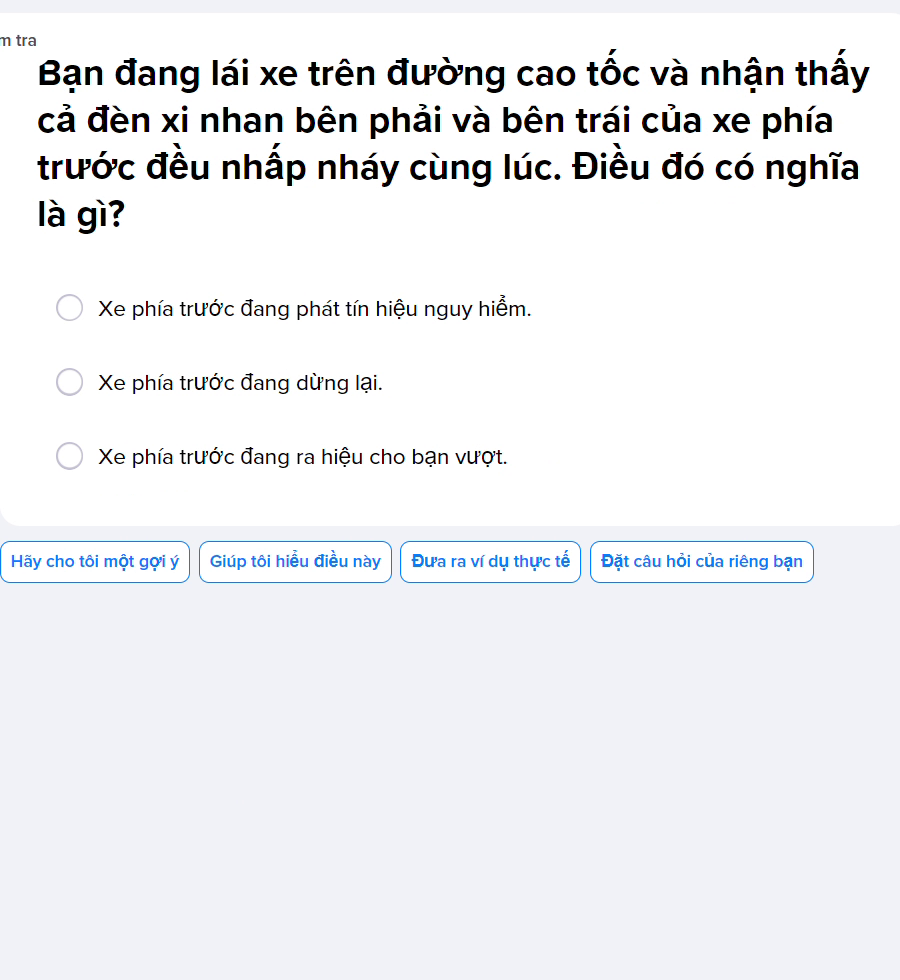 m tra
Bạn đang lái xe trên đường cao tốc và nhận thấy
cả đèn xi nhan bên phải và bên trái của xe phía
trước đều nhấp nháy cùng lúc. Điều đó có nghĩa
là gì?
Xe phía trước đang phát tín hiệu nguy hiểm.
Xe phía trước đang dừng lại.
Xe phía trước đang ra hiệu cho bạn vượt.
Hãy cho tôi một gợi ý
Giúp tôi hiểu điều này
Đưa ra ví dụ thực tế
Đặt câu hỏi của riêng bạn